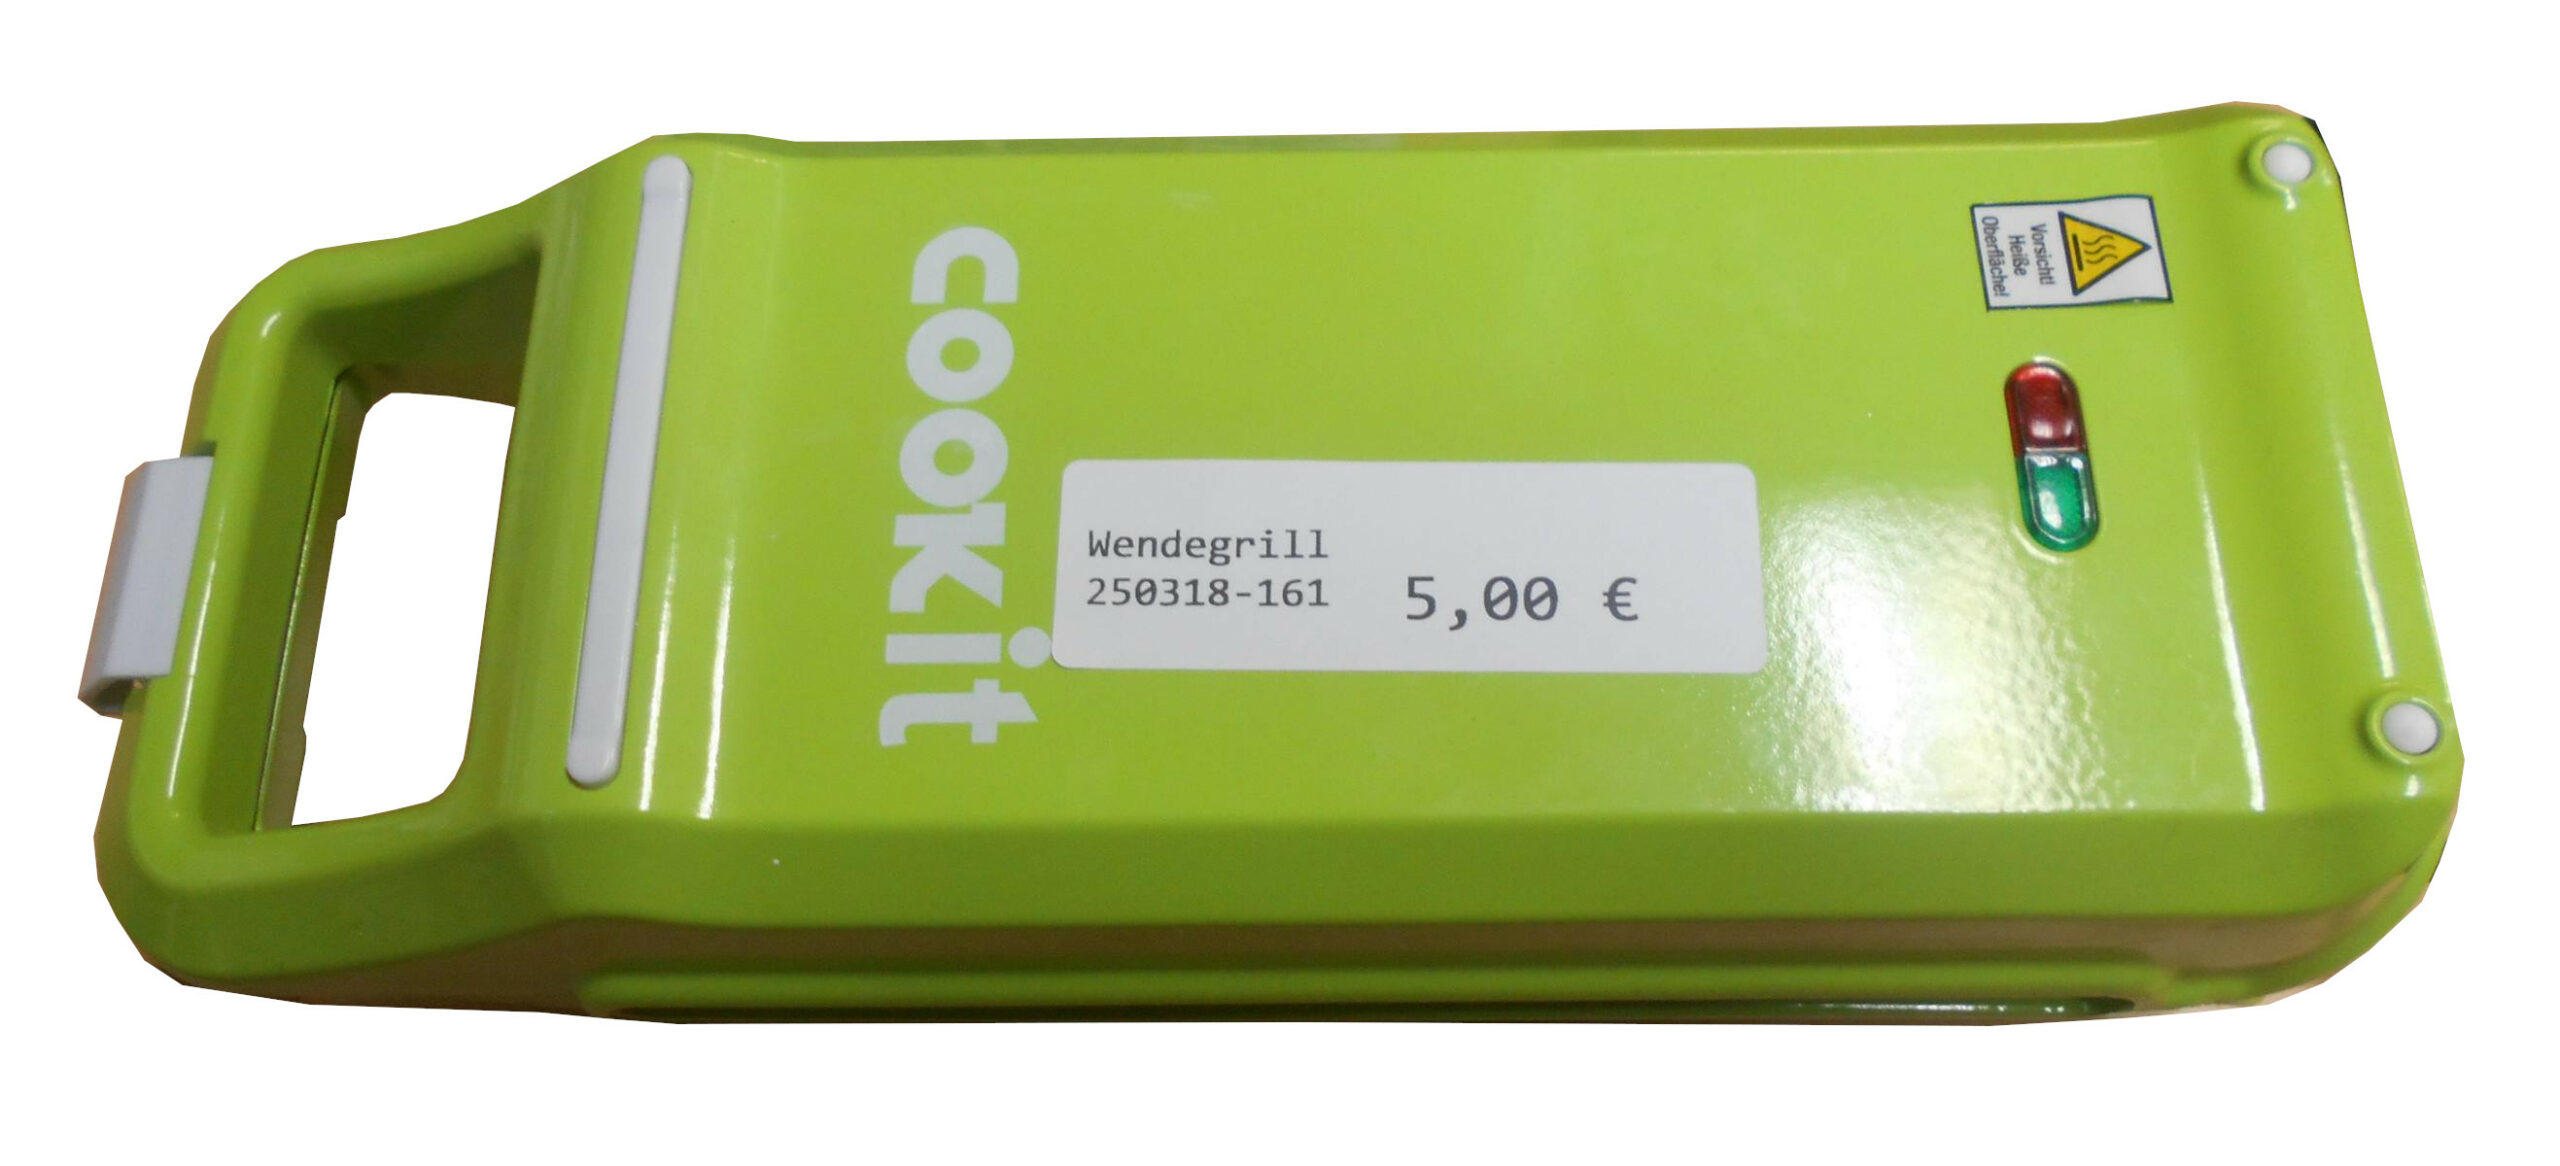 cookit
Wendegrill
250318-161 5,00 €
Vorsicht!
Heiße
Oberfläche!